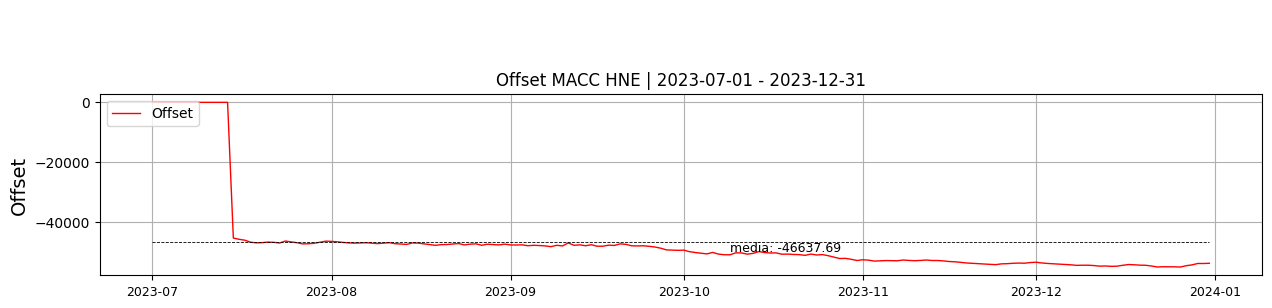 Offset MACC HNE | 2023-07-01 - 2023-12-31
0
Offset
−20000
Offset
−40000
media: -46637.69
2023-07 2023-08 2023-09 2023-10 2023-11 2023-12 2024-01